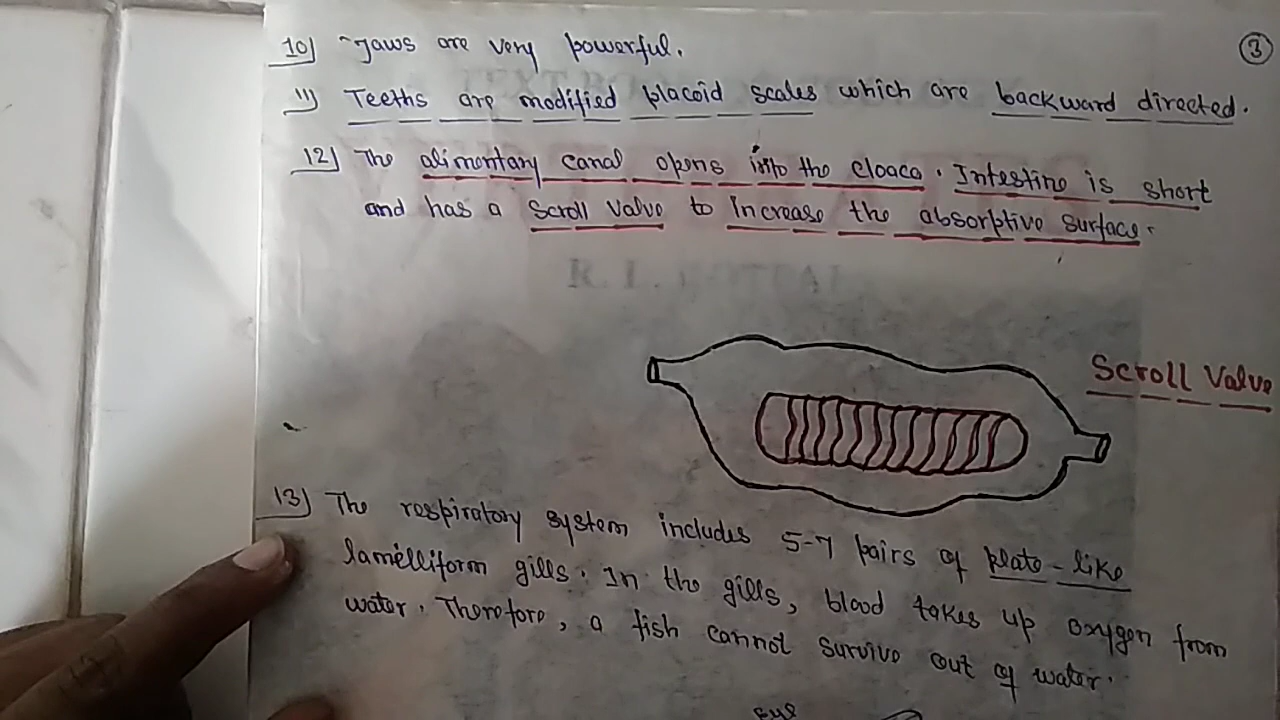 3
10) Jaws are very powerful.
11) Teeths are modified placoid scales which are backward directed.
12) The alimentary canal opens into the cloaca. Intestine is short
and has a scroll valve to increase the absorptive surface.
R. L. KOTPAL
Scroll Valve
13) The respiratory system includes 5-7 pairs of plate-like
lamelliform gills. In the gills, blood takes up oxygen from
water. Therefore, a fish cannot survive out of water.
eye